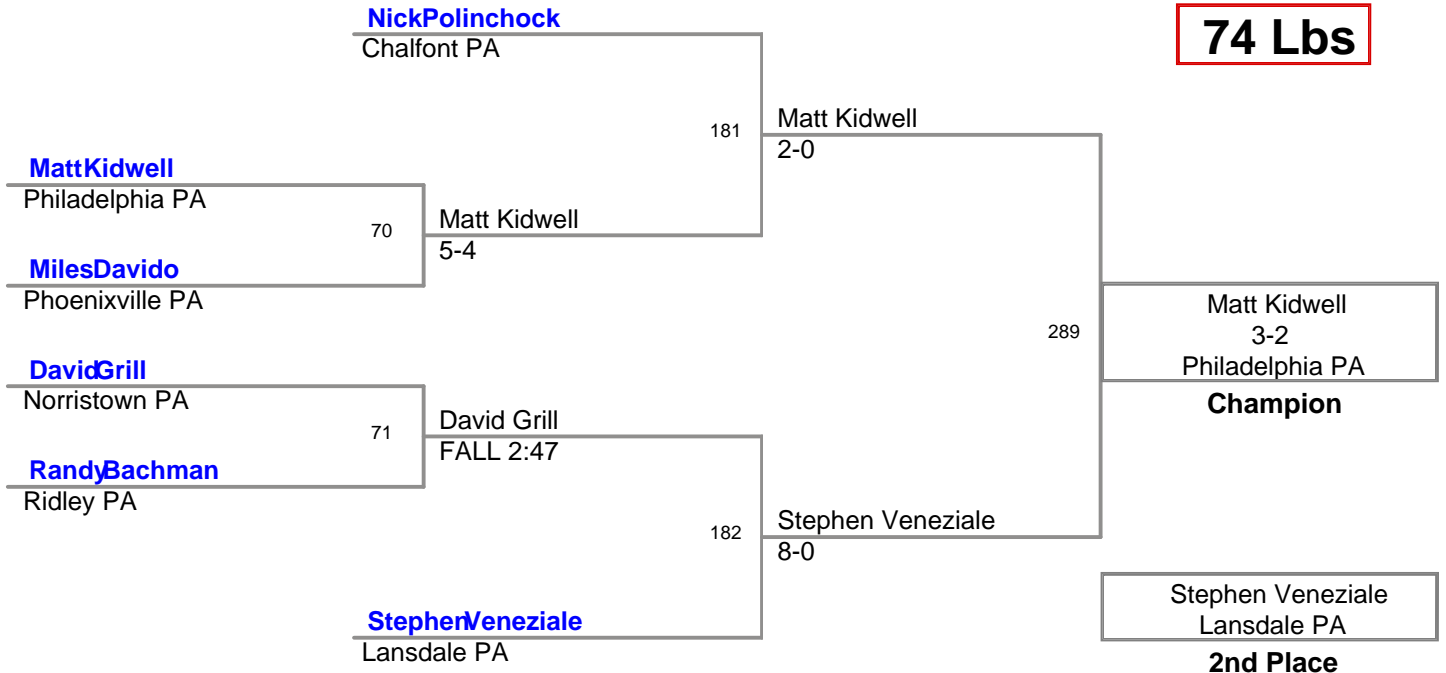 NickPolinchock
Chalfont PA
74 Lbs
181
Matt Kidwell
2-0
MattKidwell
Philadelphia PA
70
Matt Kidwell
5-4
MilesDavido
Phoenixville PA
289
Matt Kidwell
3-2
Philadelphia PA
Champion
DavidGrill
Norristown PA
71
David Grill
FALL 2:47
RandyBachman
Ridley PA
182
Stephen Veneziale
8-0
StephenVeneziale
Lansdale PA
Stephen Veneziale
Lansdale PA
2nd Place